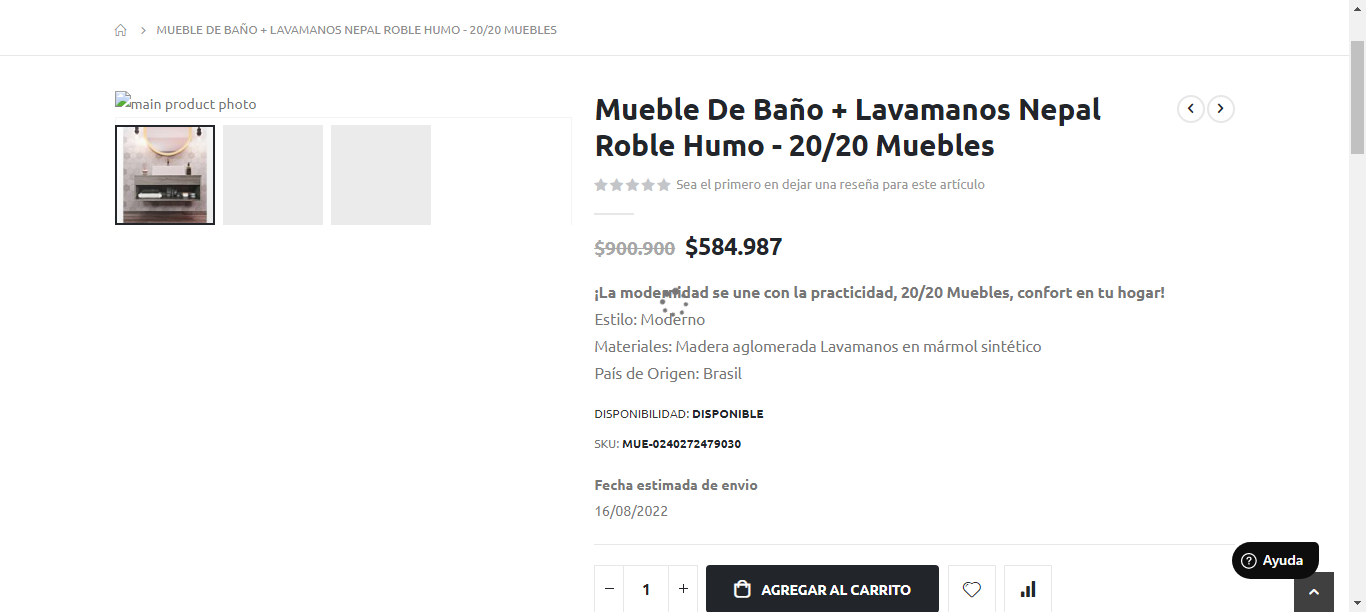 MUEBLE DE BAÑO + LAVAMANOS NEPAL ROBLE HUMO - 20/20 MUEBLES
main product photo
Mueble De Baño + Lavamanos Nepal
Roble Humo - 20/20 Muebles
Sea el primero en dejar una reseña para este artículo
$900.900 $584.987
¡La modernidad se une con la practicidad, 20/20 Muebles, confort en tu hogar!
Estilo: Moderno
Materiales: Madera aglomerada Lavamanos en mármol sintético
País de Origen: Brasil
DISPONIBILIDAD: DISPONIBLE
SKU: MUE-0240272479030
Fecha estimada de envio
16/08/2022
Ayuda
− 1 + AGREGAR AL CARRITO